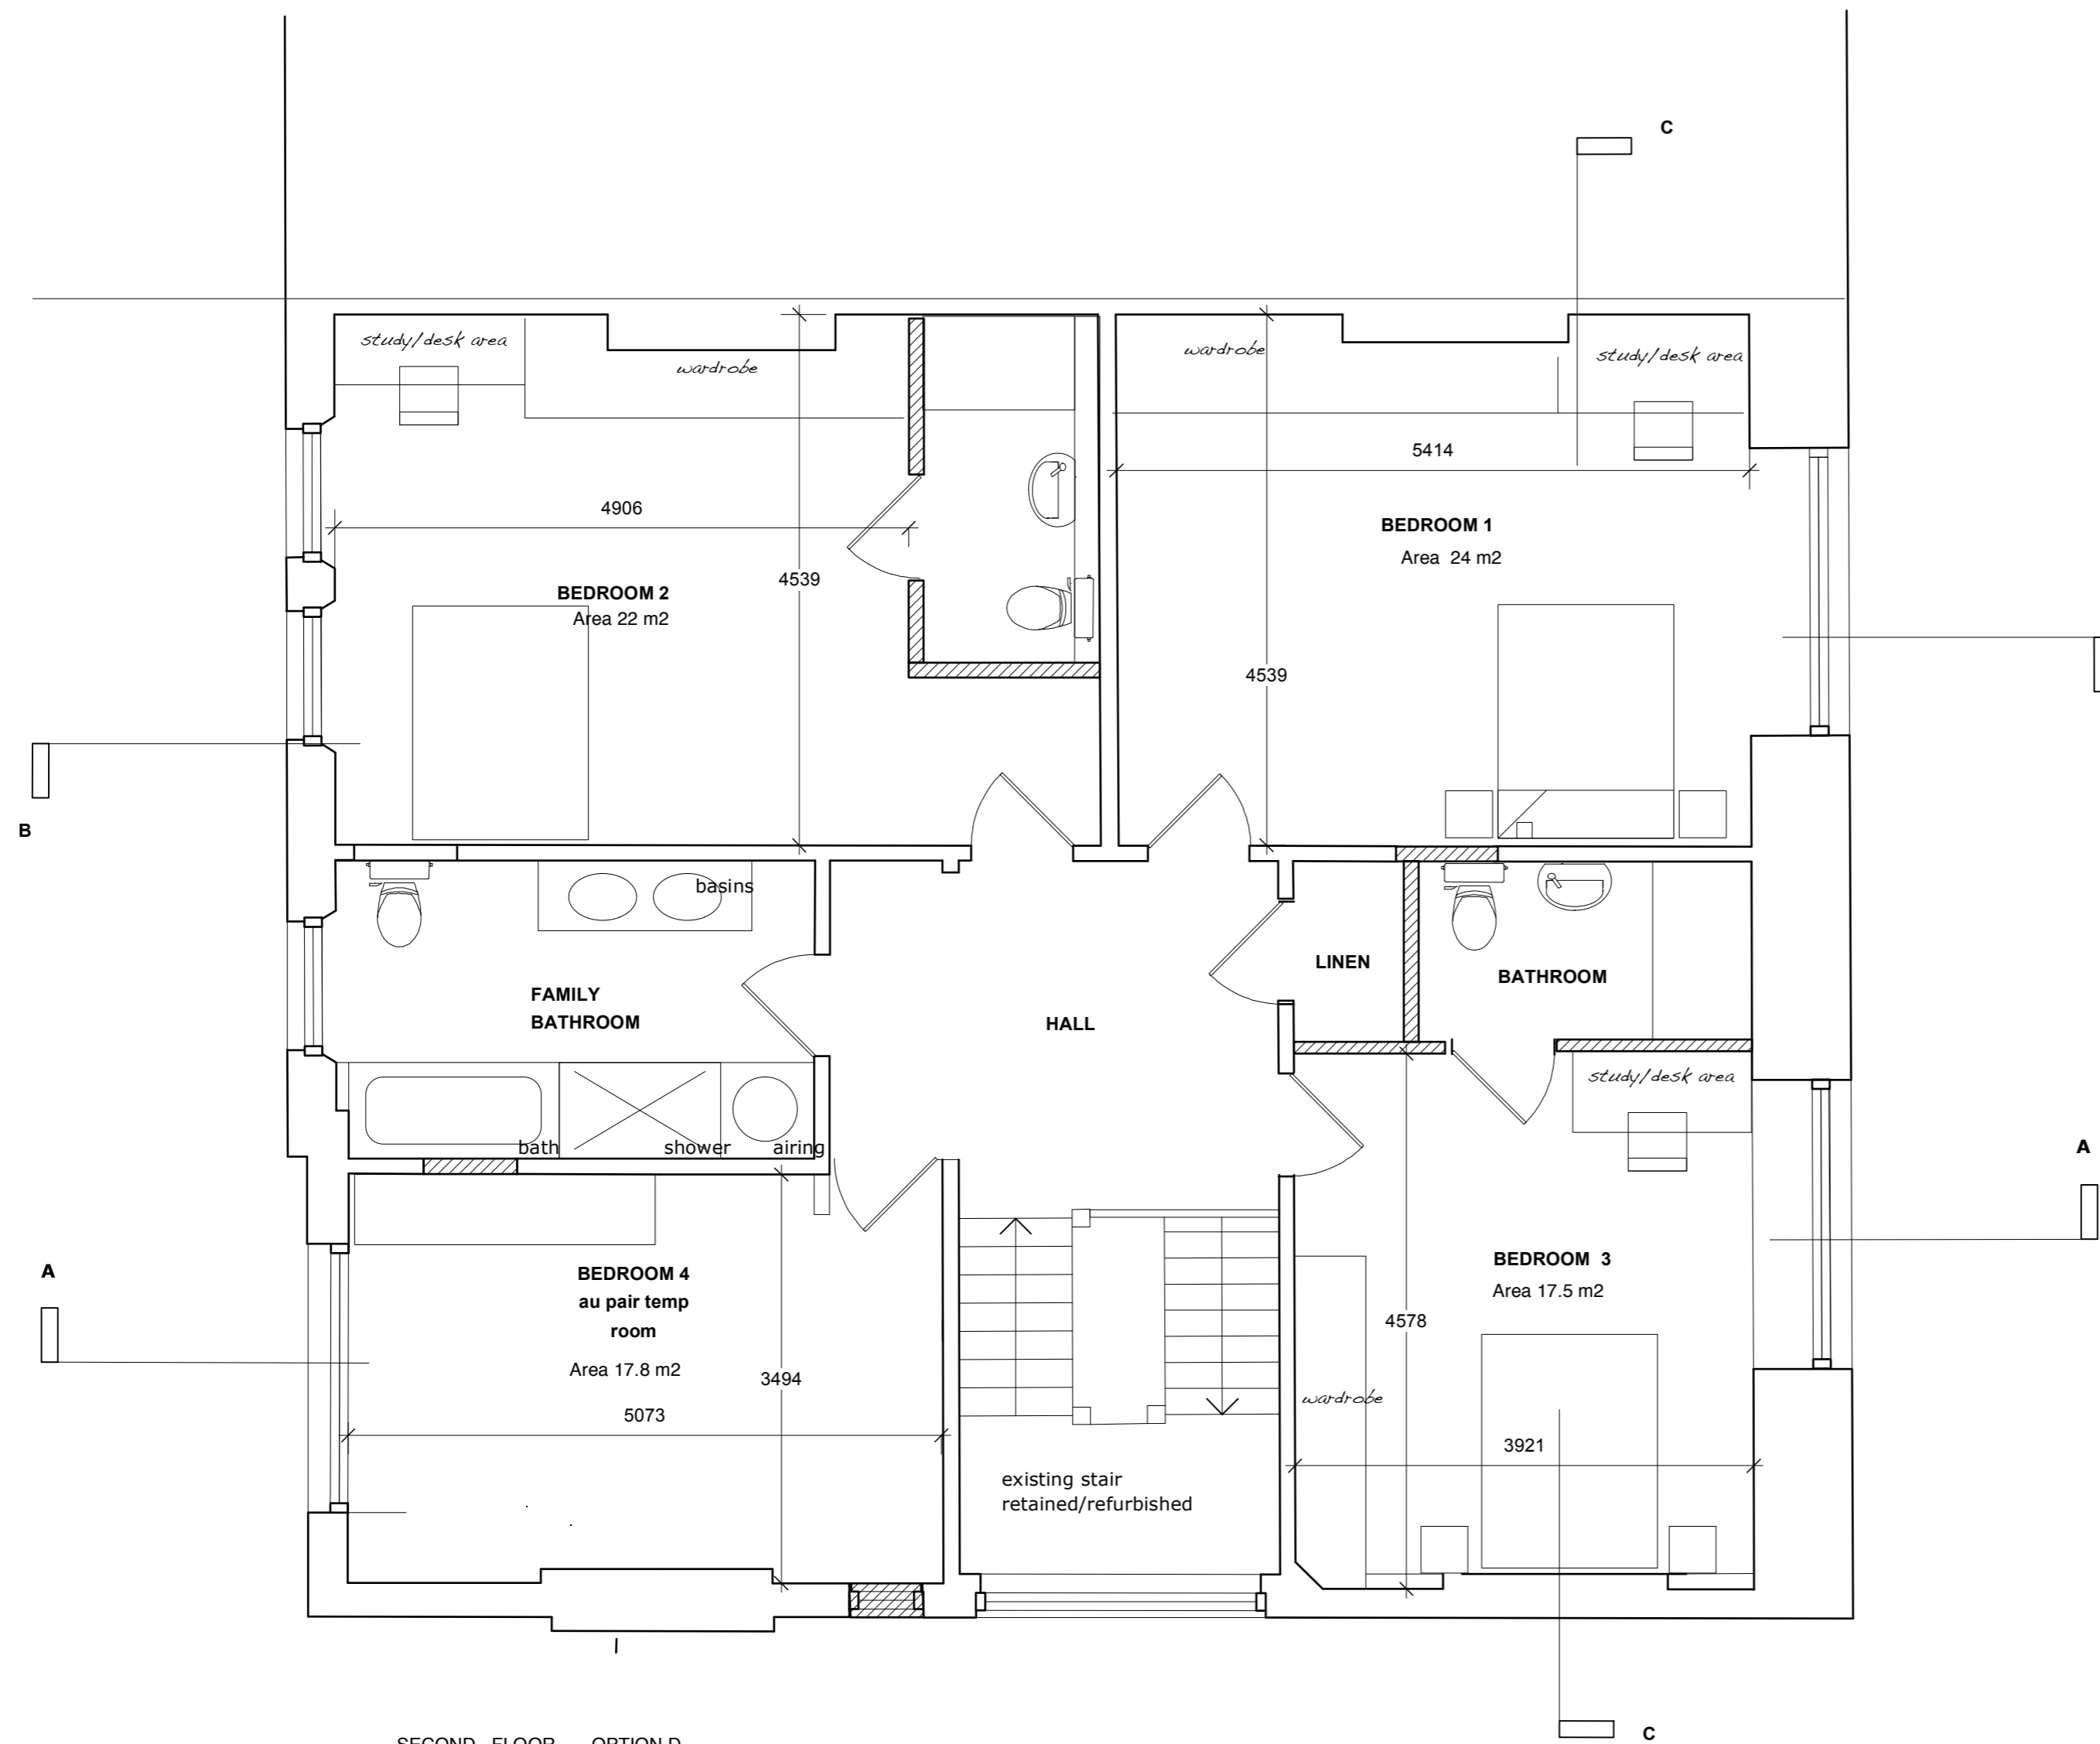 C
study/desk area
wardrobe
wardrobe
study/desk area
5414
4906
BEDROOM 1
Area 24 m2
4539
BEDROOM 2
Area 22 m2
4539
B
basins
LINEN
BATHROOM
FAMILY
BATHROOM
HALL
study/desk area
bath
shower
airing
A
A
BEDROOM 4
au pair temp
room
Area 17.8 m2
3494
5073
BEDROOM 3
Area 17.5 m2
4578
wardrobe
3921
existing stair
retained/refurbished
C
SECOND FLOOR OPTION D